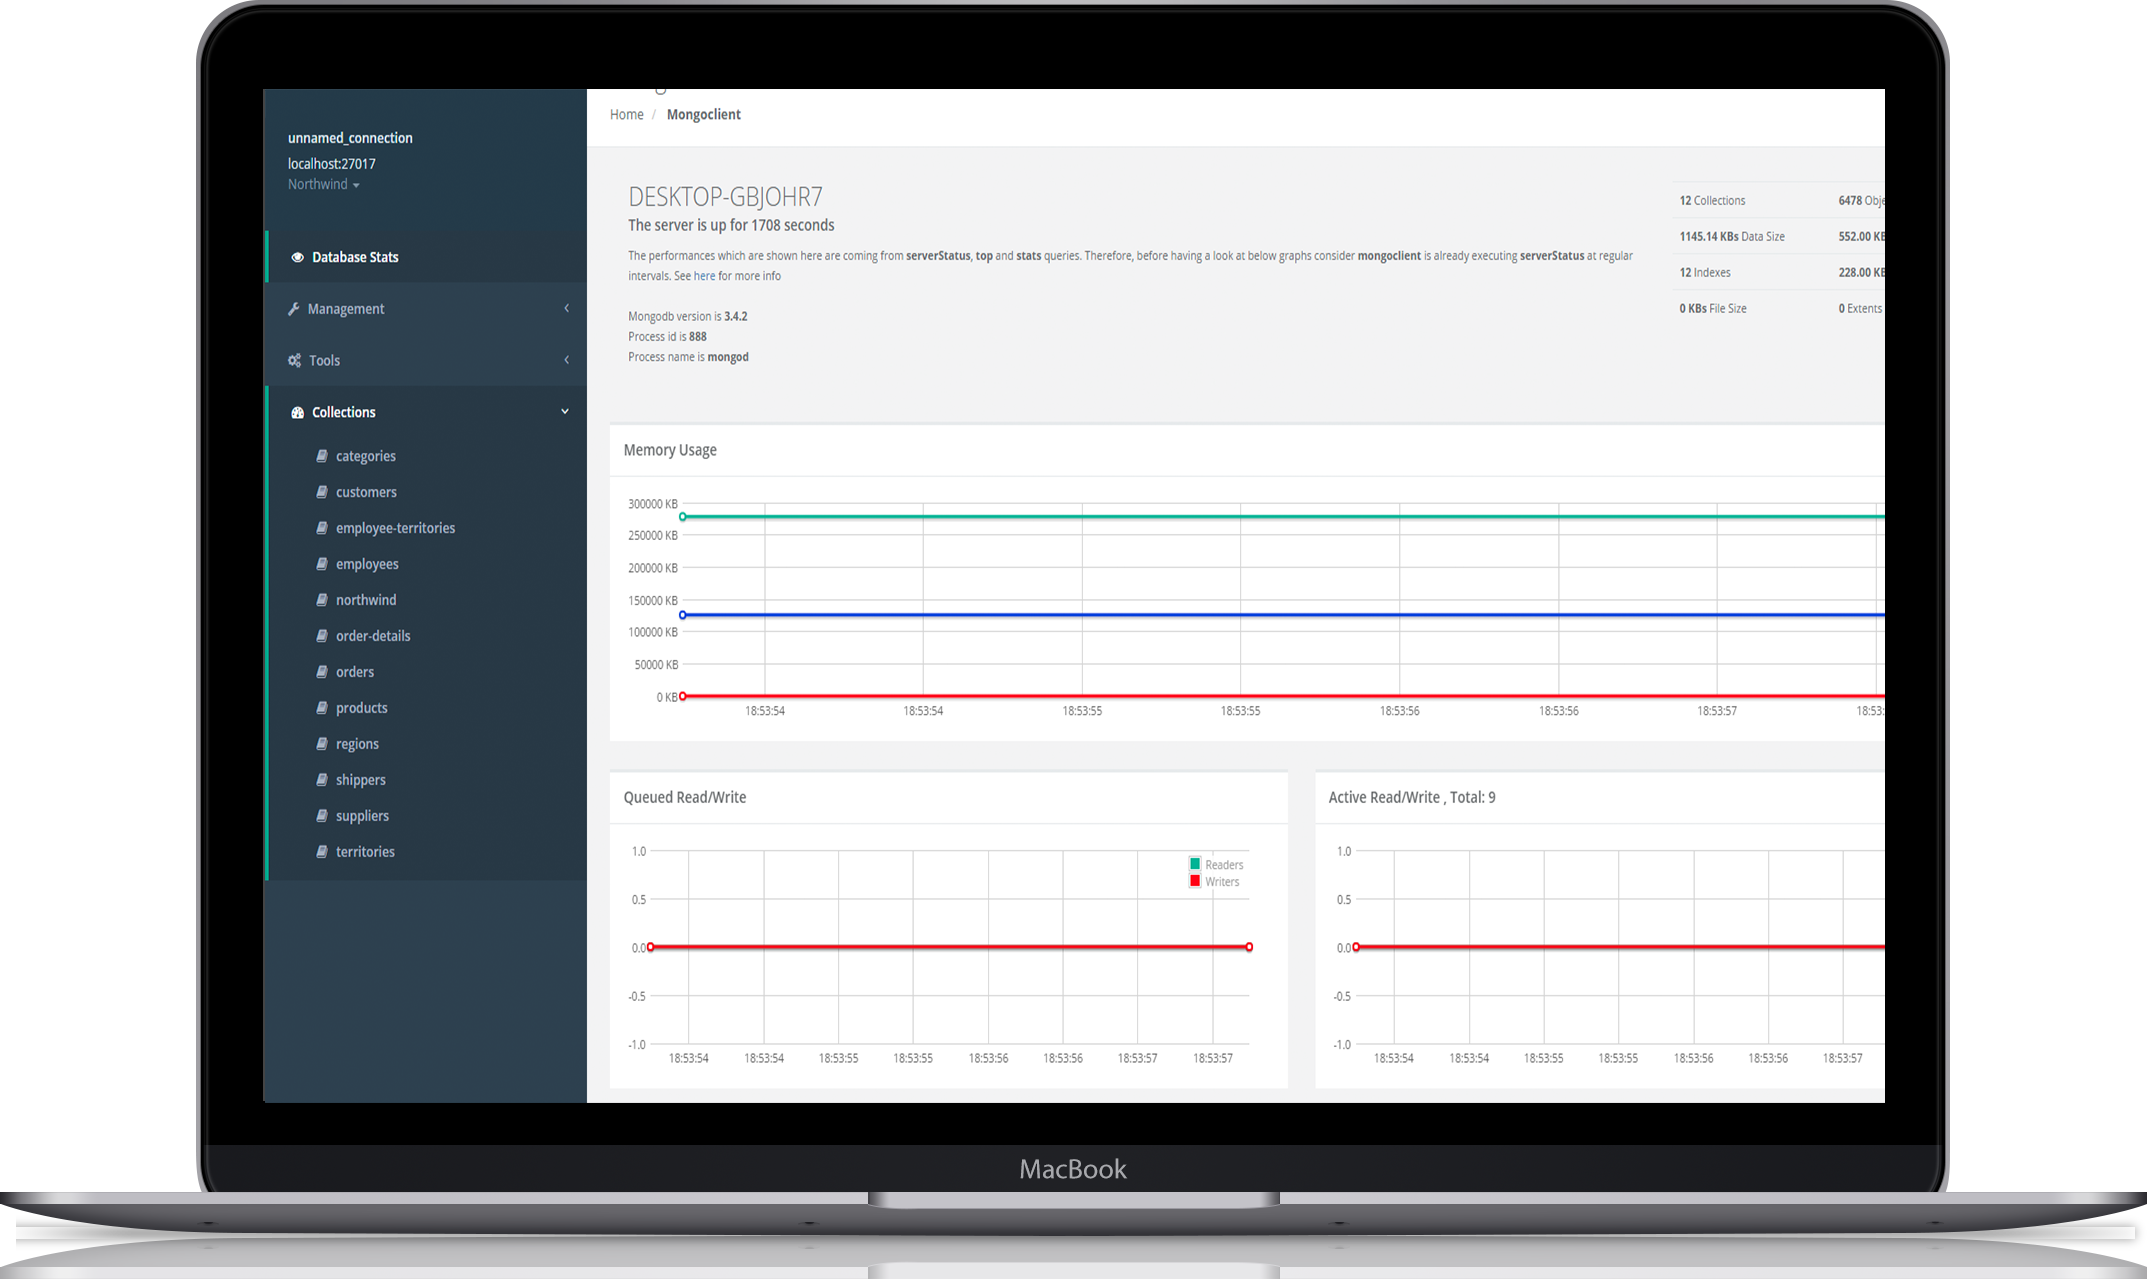 unnamed_connection
localhost:27017
Northwind
Database Stats
Management
Tools
Collections
categories
customers
employee-territories
employees
northwind
order-details
orders
products
regions
shippers
suppliers
territories
Home / Mongoclient
DESKTOP-GBJOHR7
The server is up for 1708 seconds
The performances which are shown here are coming from serverStatus, top and stats queries. Therefore, before having a look at below graphs consider mongoclient is already executing serverStatus at regular
intervals. See here for more info
Mongodb version is 3.4.2
Process id is 888
Process name is mongod
12 Collections 6478
1145.14 KBs Data Size 552.00
12 Indexes 228.00
0 KBs File Size 0 Extents
Memory Usage
300000 KB
250000 KB
200000 KB
150000 KB
100000 KB
50000 KB
0 KB
18:53:54 18:53:54 18:53:55 18:53:55 18:53:56 18:53:56 18:53:57
Queued Read/Write
1.0
0.5
0.0
-0.5
-1.0
Readers
Writers
18:53:54 18:53:54 18:53:55 18:53:55 18:53:56 18:53:56 18:53:57 18:53:57
Active Read/Write , Total: 9
1.0
0.5
0.0
-0.5
-1.0
18:53:54 18:53:54 18:53:55 18:53:55 18:53:56 18:53:56 18:53:57
MacBook